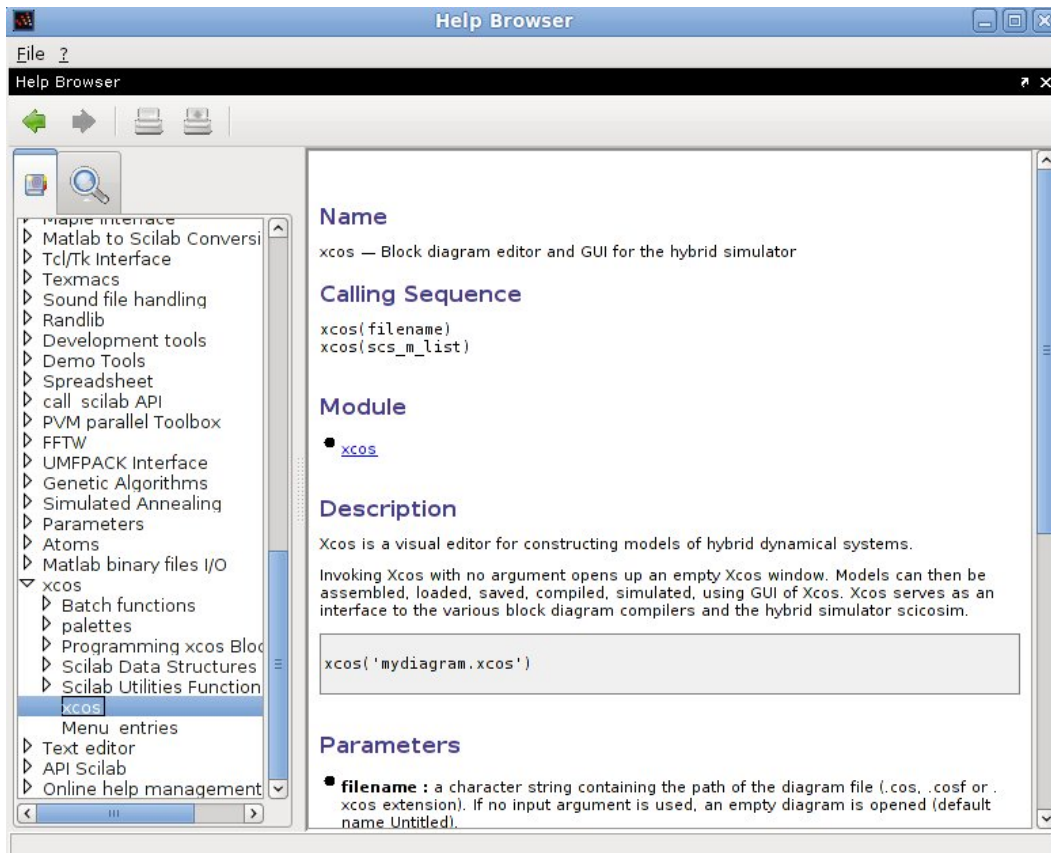 Help Browser
File ?
Help Browser
Maple Interface
Matlab to Scilab Conversi
Tcl/Tk Interface
Texmacs
Sound file handling
Randlib
Development tools
Demo Tools
Spreadsheet
call scilab API
PVM parallel Toolbox
FFTW
UMFPACK Interface
Genetic Algorithms
Simulated Annealing
Parameters
Atoms
Matlab binary files I/O
xcos
Batch functions
palettes
Programming xcos Bloc
Scilab Data Structures
Scilab Utilities Function
xcos
Menu entries
Text editor
API Scilab
Online help management
Name
xcos — Block diagram editor and GUI for the hybrid simulator
Calling Sequence
xcos(filename)
xcos(scs_m_list)
Module
xcos
Description
Xcos is a visual editor for constructing models of hybrid dynamical systems.
Invoking Xcos with no argument opens up an empty Xcos window. Models can then be
assembled, loaded, saved, compiled, simulated, using GUI of Xcos. Xcos serves as an
interface to the various block diagram compilers and the hybrid simulator scicosim.
xcos('mydiagram.xcos')
Parameters
filename : a character string containing the path of the diagram file (.cos, .cosf or .
xcos extension). If no input argument is used, an empty diagram is opened (default
name Untitled).